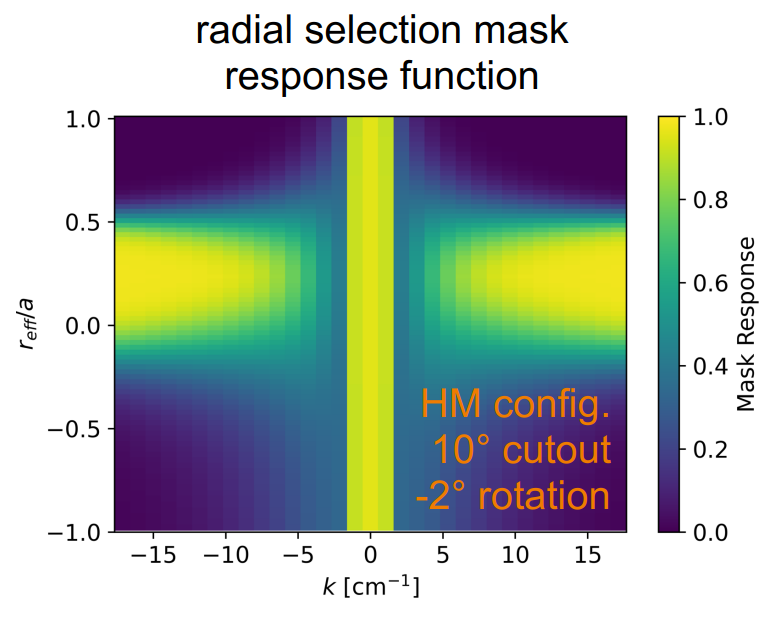 radial selection mask
response function
1.0
0.5
0.0
−0.5
−1.0
r_eff/a
HM config.
10° cutout
-2° rotation
−15 −10 −5 0 5 10 15
k [cm⁻¹]
1.0
0.8
0.6
0.4
0.2
0.0
Mask Response